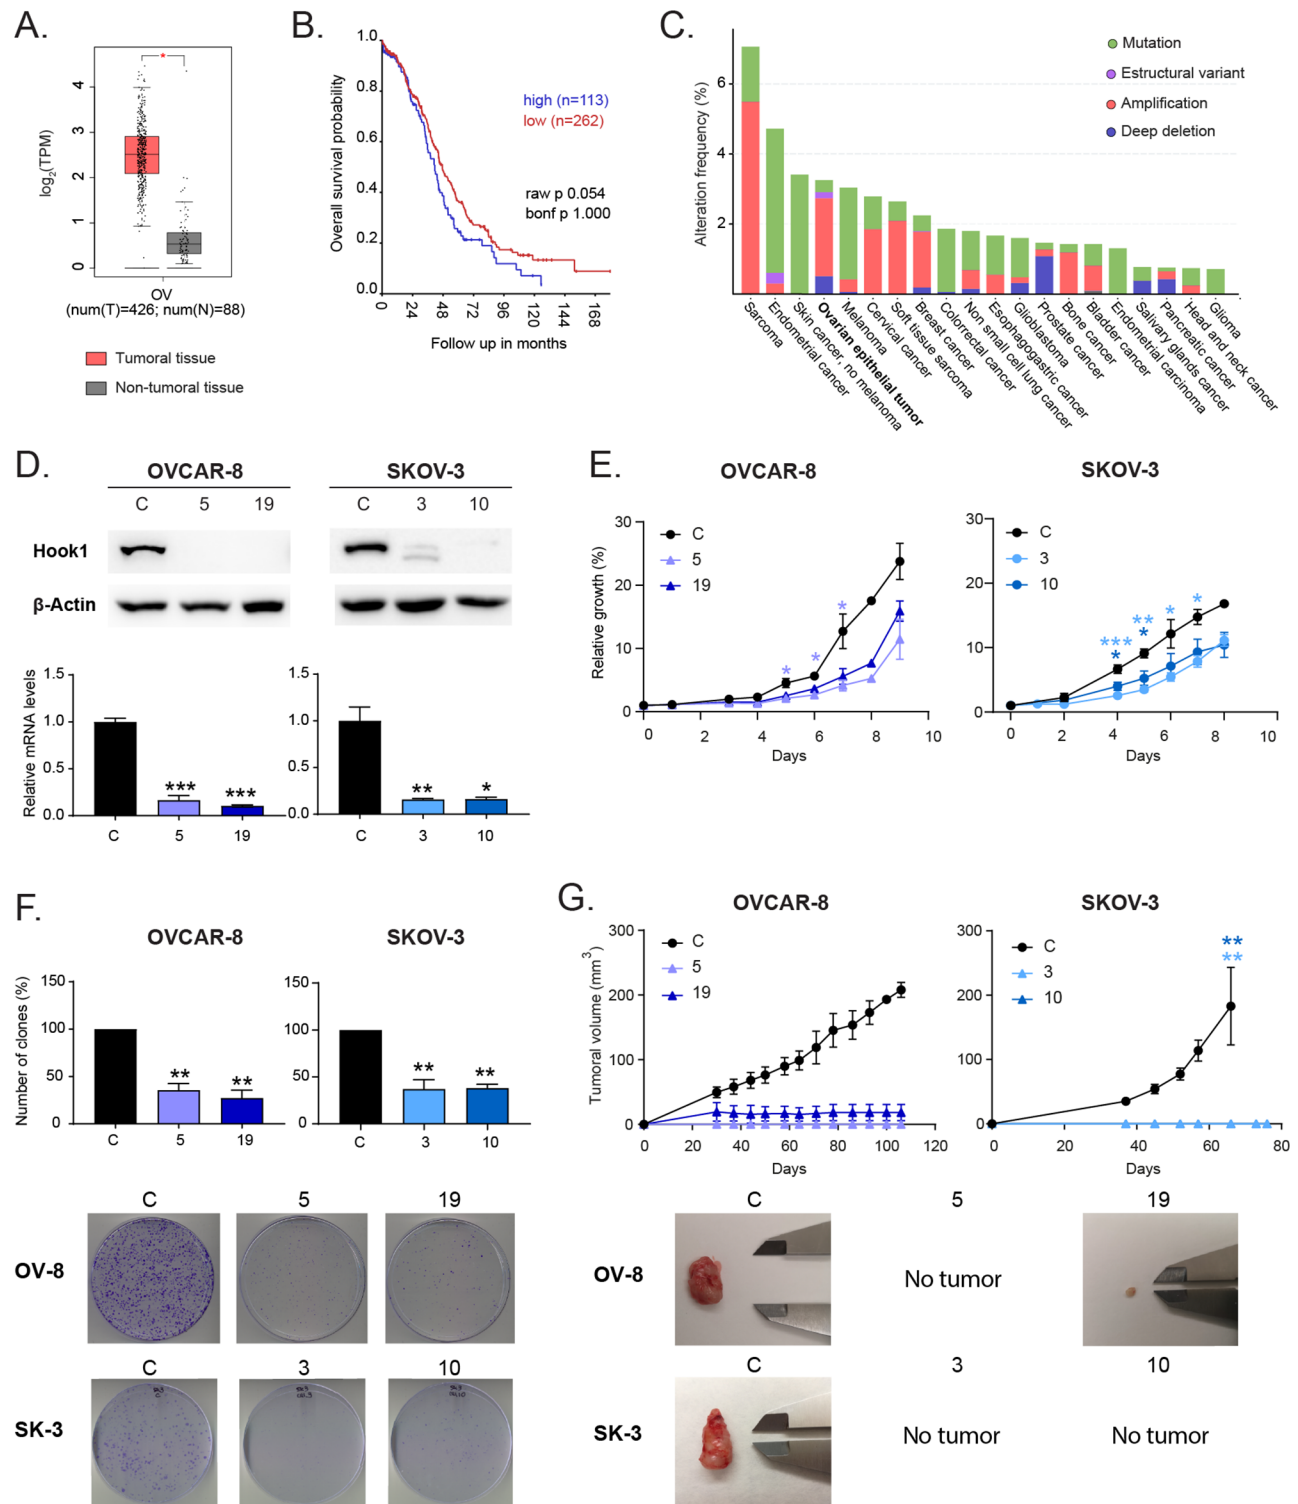 A.
*
log2(TPM)
4
3
2
1
0
OV
(num(T)=426; num(N)=88)
Tumoral tissue
Non-tumoral tissue
B.
Overall survival probability
1.0
0.8
0.6
0.4
0.2
0.0
high (n=113)
low (n=262)
raw p 0.054
bonf p 1.000
0 24 48 72 96 120 144 168
Follow up in months
C.
Alteration frequency (%)
6
4
2
Mutation
Estructural variant
Amplification
Deep deletion
Sarcoma
Endometrial cancer
Skin cancer, no melanoma
Ovarian epithelial tumor
Melanoma
Cervical cancer
Soft tissue sarcoma
Breast cancer
Colorrectal cancer
Non small cell lung cancer
Esophagogastric cancer
Glioblastoma
Prostate cancer
Bone cancer
Bladder cancer
Endometrial carcinoma
Salivary glands cancer
Pancreatic cancer
Head and neck cancer
Glioma
D.
OVCAR-8 SKOV-3
C 5 19 C 3 10
Hook1
β-Actin
Relative mRNA levels
1.5
1.0
0.5
0.0
*** ***
C 5 19
1.5
1.0
0.5
0.0
** *
C 3 10
E.
OVCAR-8
Relative growth (%)
30
20
10
0
C
5
19
* * *
0 2 4 6 8 10
Days
SKOV-3
30
20
10
0
C
3
10
*** ** * *
* *
0 2 4 6 8 10
Days
F.
OVCAR-8 SKOV-3
Number of clones (%)
150
100
50
0
** **
C 5 19
150
100
50
0
** **
C 3 10
C 5 19
OV-8
C 3 10
SK-3
G.
OVCAR-8
Tumoral volume (mm3)
300
200
100
0
C
5
19
0 20 40 60 80 100 120
Days
SKOV-3
300
200
100
0
C
3
10
**
**
0 20 40 60 80
Days
C 5 19
OV-8 No tumor
C 3 10
SK-3 No tumor No tumor